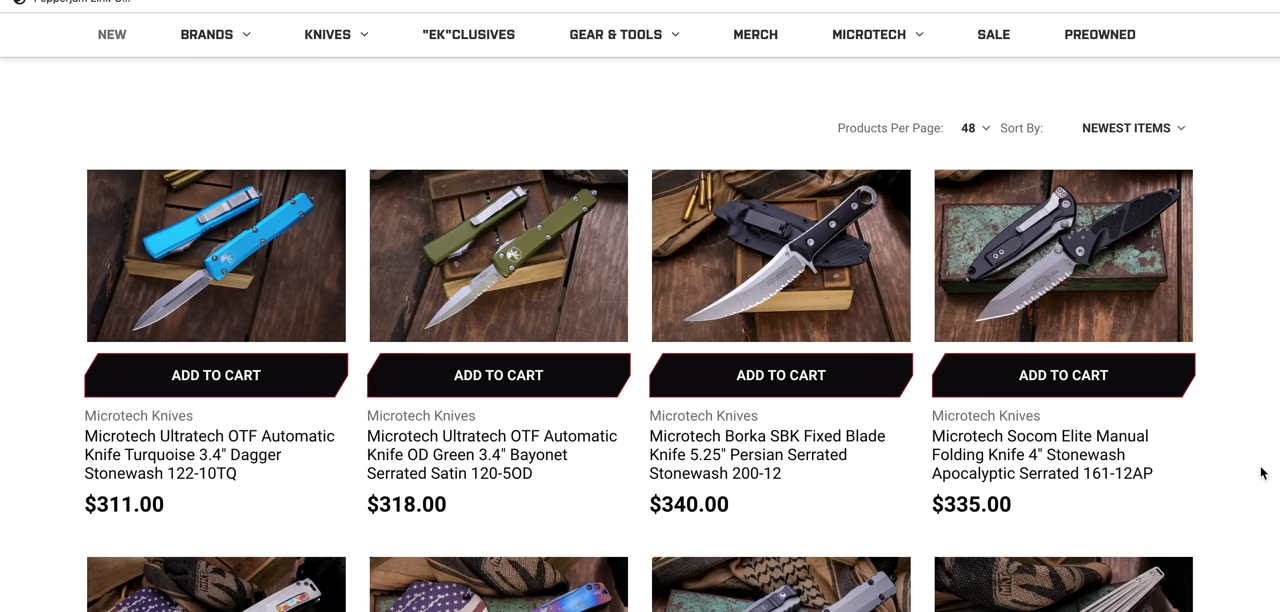 Pepperjam Link G...
NEW BRANDS KNIVES "EK"CLUSIVES GEAR & TOOLS MERCH MICROTECH SALE PREOWNED
Products Per Page: 48 Sort By: NEWEST ITEMS
ADD TO CART ADD TO CART ADD TO CART ADD TO CART
Microtech Knives
Microtech Ultratech OTF Automatic
Knife Turquoise 3.4" Dagger
Stonewash 122-10TQ
$311.00
Microtech Knives
Microtech Ultratech OTF Automatic
Knife OD Green 3.4" Bayonet
Serrated Satin 120-5OD
$318.00
Microtech Knives
Microtech Borka SBK Fixed Blade
Knife 5.25" Persian Serrated
Stonewash 200-12
$340.00
Microtech Knives
Microtech Socom Elite Manual
Folding Knife 4" Stonewash
Apocalyptic Serrated 161-12AP
$335.00